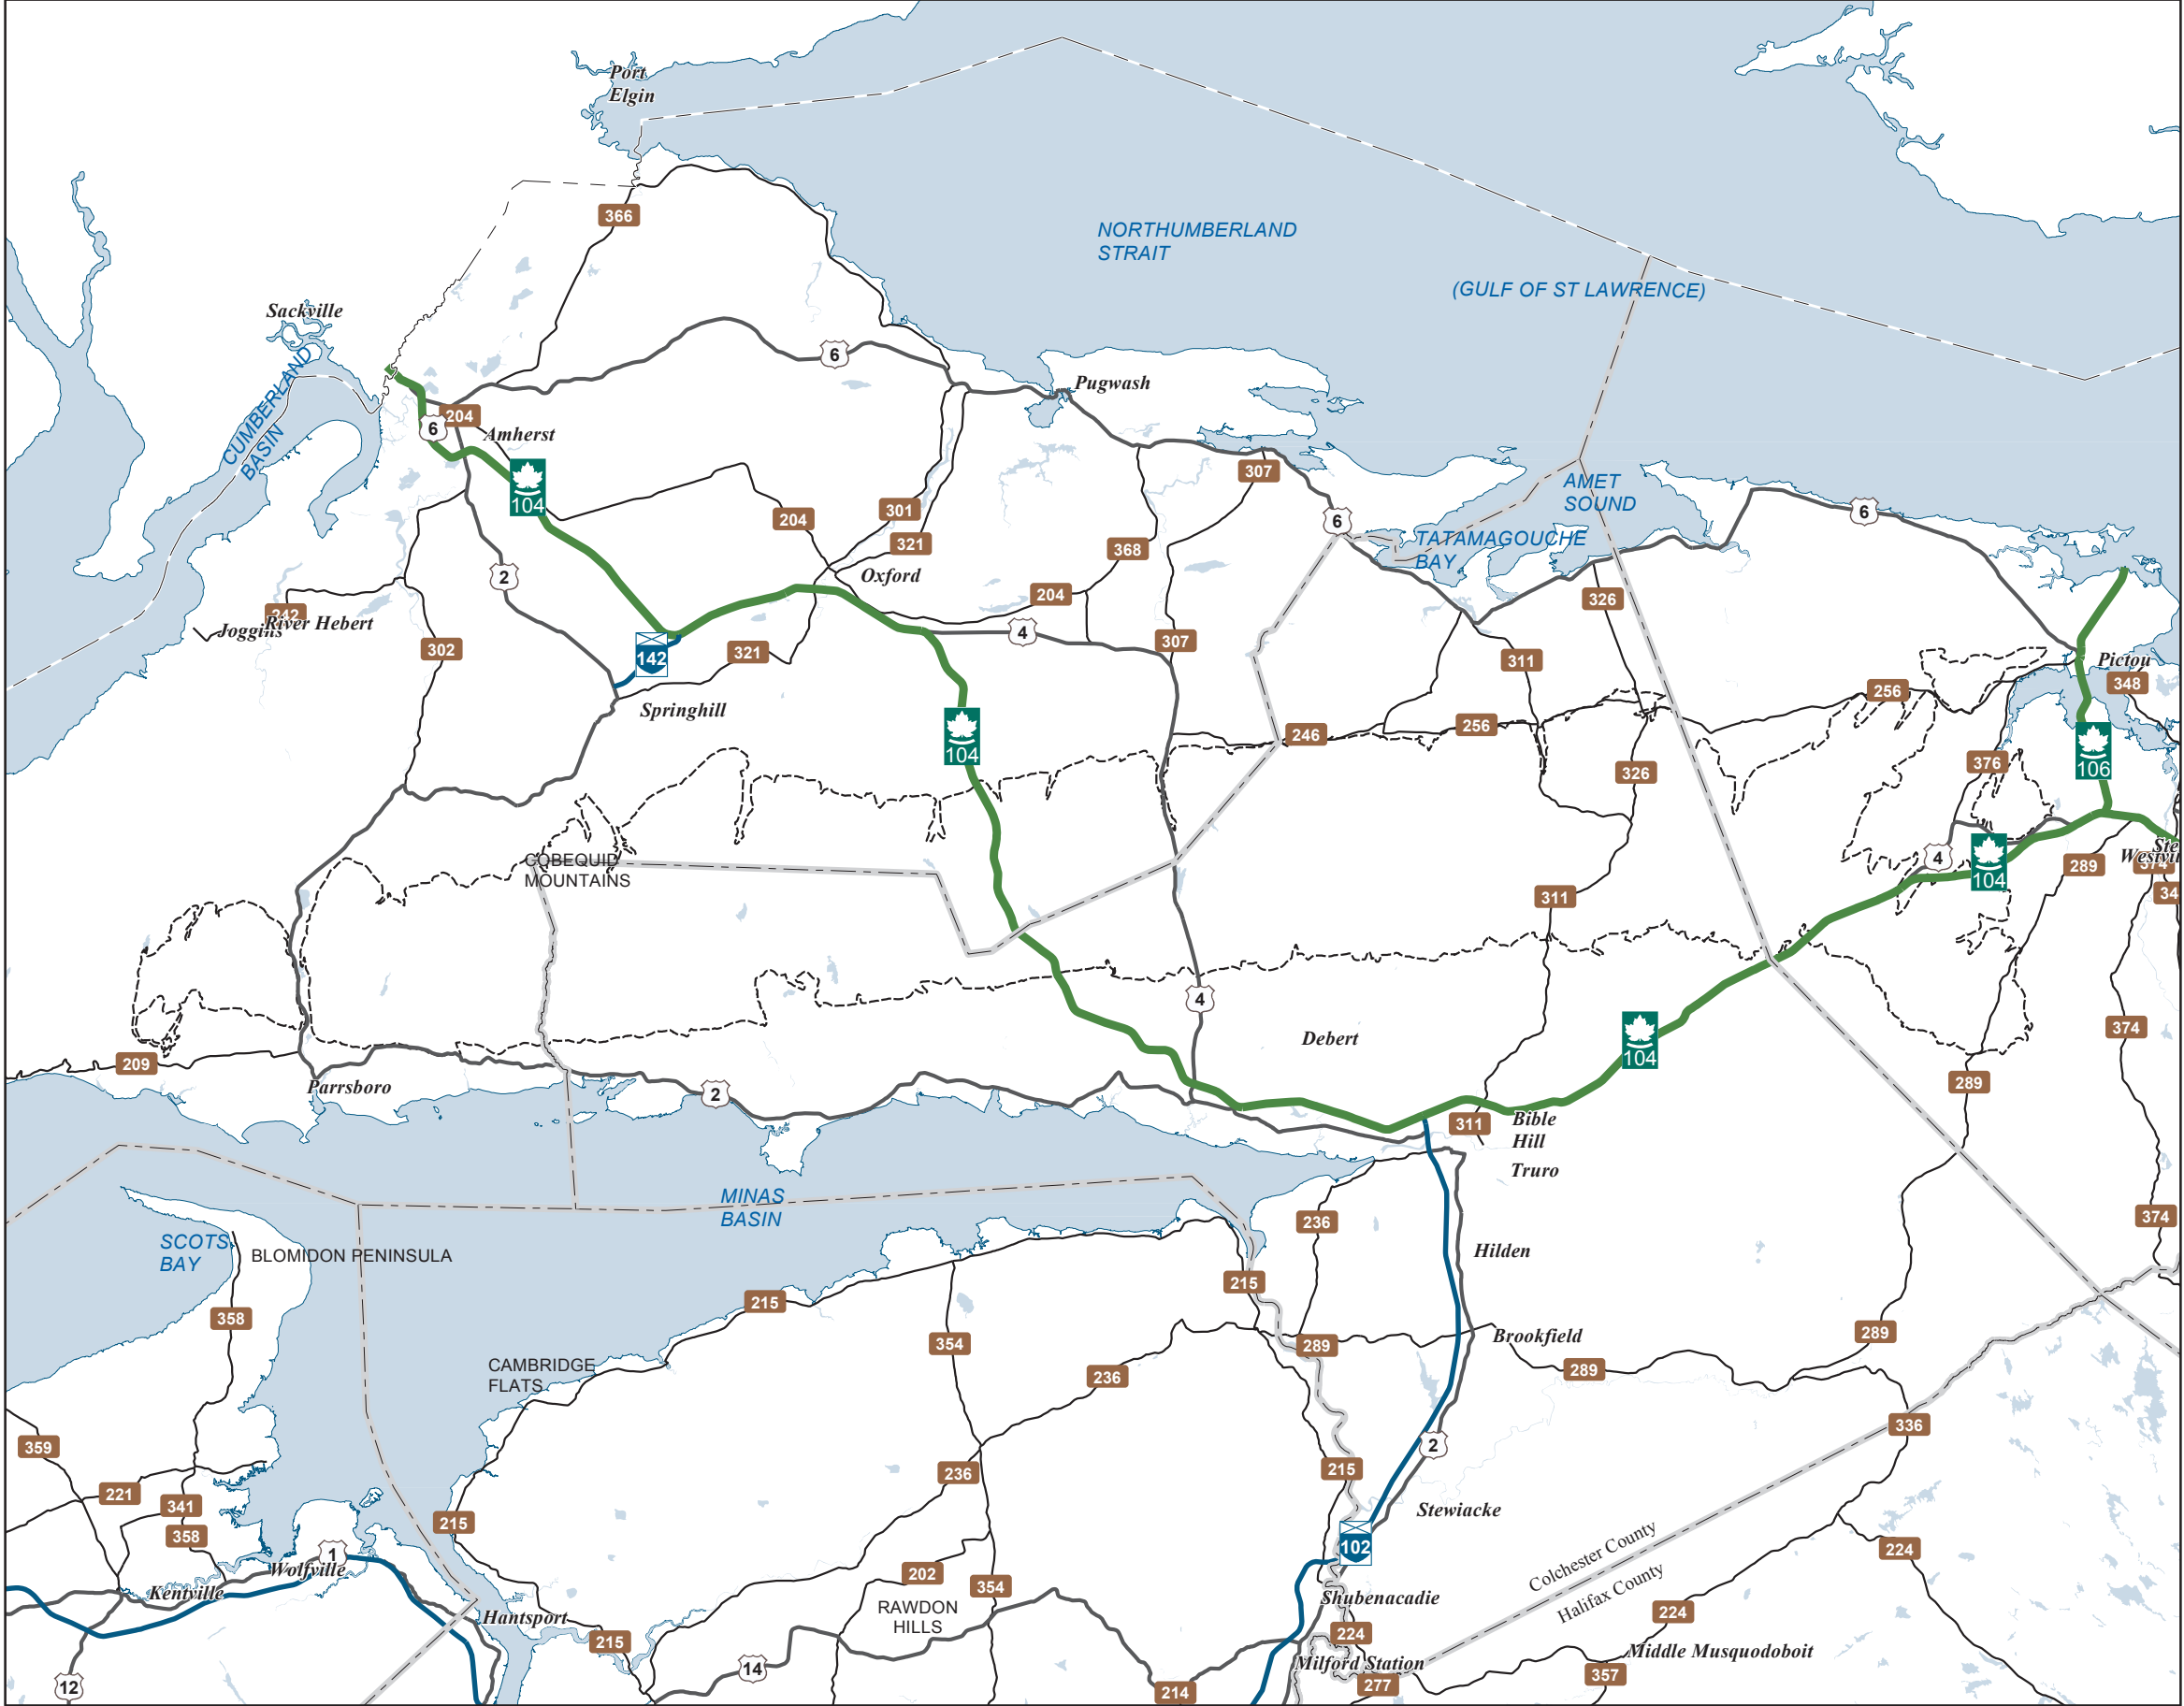 Port
Elgin
366
NORTHUMBERLAND
STRAIT
(GULF OF ST LAWRENCE)
Sackville
CUMBERLAND
BASIN
6
Pugwash
204
6
Amherst
104
307
AMET
SOUND
301
204
6
6
321
368
TATAMAGOUCHE
BAY
2
Oxford
204
326
242
River Hebert
Joggins
4
302
142
321
307
311
Pictou
348
256
Springhill
246
256
104
106
376
326
COBEQUID
MOUNTAINS
4
104
289
374
311
4
104
Debert
374
209
289
Parrsboro
2
311
Bible
Hill
Truro
MINAS
BASIN
236
374
SCOTS
BAY
BLOMIDON PENINSULA
Hilden
215
215
358
354
289
Brookfield
289
CAMBRIDGE
FLATS
236
289
336
359
2
236
215
221
341
215
Stewiacke
358
102
Colchester County
224
1
Wolfville
202
354
Kentville
Halifax County
Shubenacadie
RAWDON
HILLS
Hantsport
224
215
224
Middle Musquodoboit
Milford Station
14
357
12
277
214